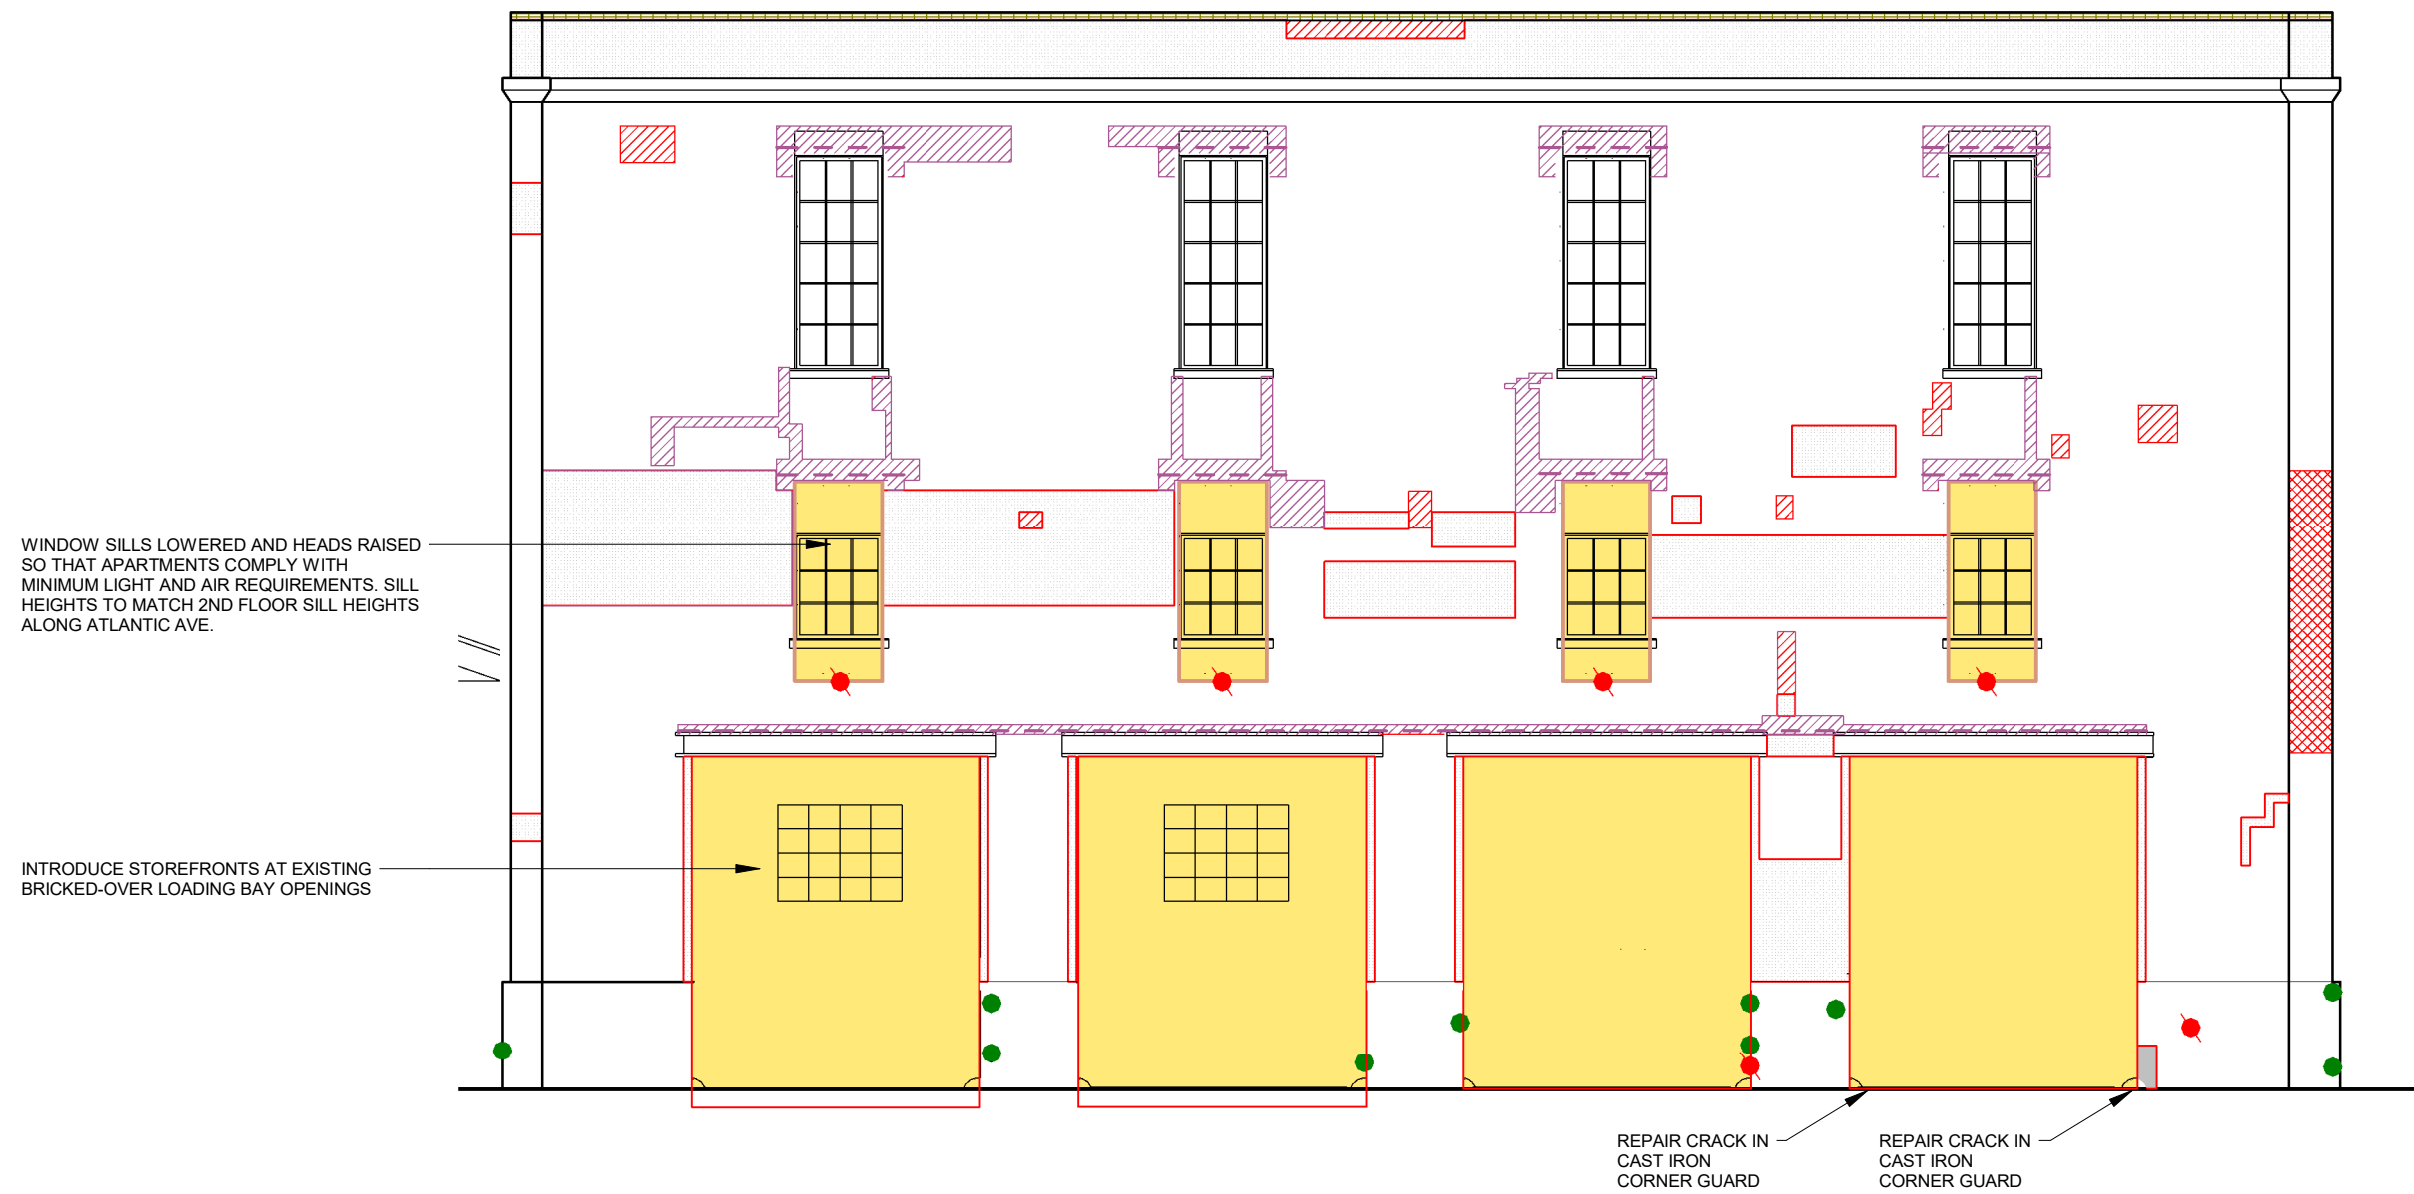 WINDOW SILLS LOWERED AND HEADS RAISED
SO THAT APARTMENTS COMPLY WITH
MINIMUM LIGHT AND AIR REQUIREMENTS. SILL
HEIGHTS TO MATCH 2ND FLOOR SILL HEIGHTS
ALONG ATLANTIC AVE.
INTRODUCE STOREFRONTS AT EXISTING
BRICKED-OVER LOADING BAY OPENINGS
REPAIR CRACK IN
CAST IRON
CORNER GUARD
REPAIR CRACK IN
CAST IRON
CORNER GUARD